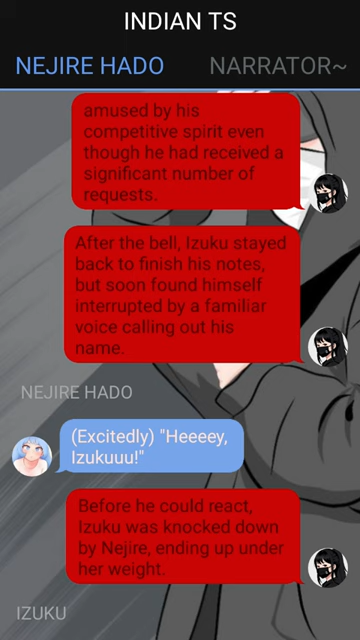 INDIAN TS
NEJIRE HADO NARRATOR~
amused by his
competitive spirit even
though he had received a
significant number of
requests.
After the bell, Izuku stayed
back to finish his notes,
but soon found himself
interrupted by a familiar
voice calling out his
name.
NEJIRE HADO
(Excitedly) "Heeeey,
Izukuuu!"
Before he could react,
Izuku was knocked down
by Nejire, ending up under
her weight.
IZUKU